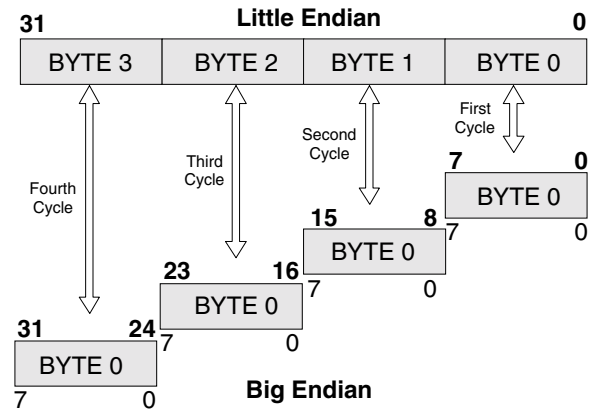 Little Endian
31 0
BYTE 3 BYTE 2 BYTE 1 BYTE 0
First
Cycle
Second
Cycle
Third
Cycle
Fourth
Cycle
7 0
BYTE 0
7 0
15 8
BYTE 0
7 0
23 16
BYTE 0
7 0
31 24
BYTE 0
7 0
Big Endian